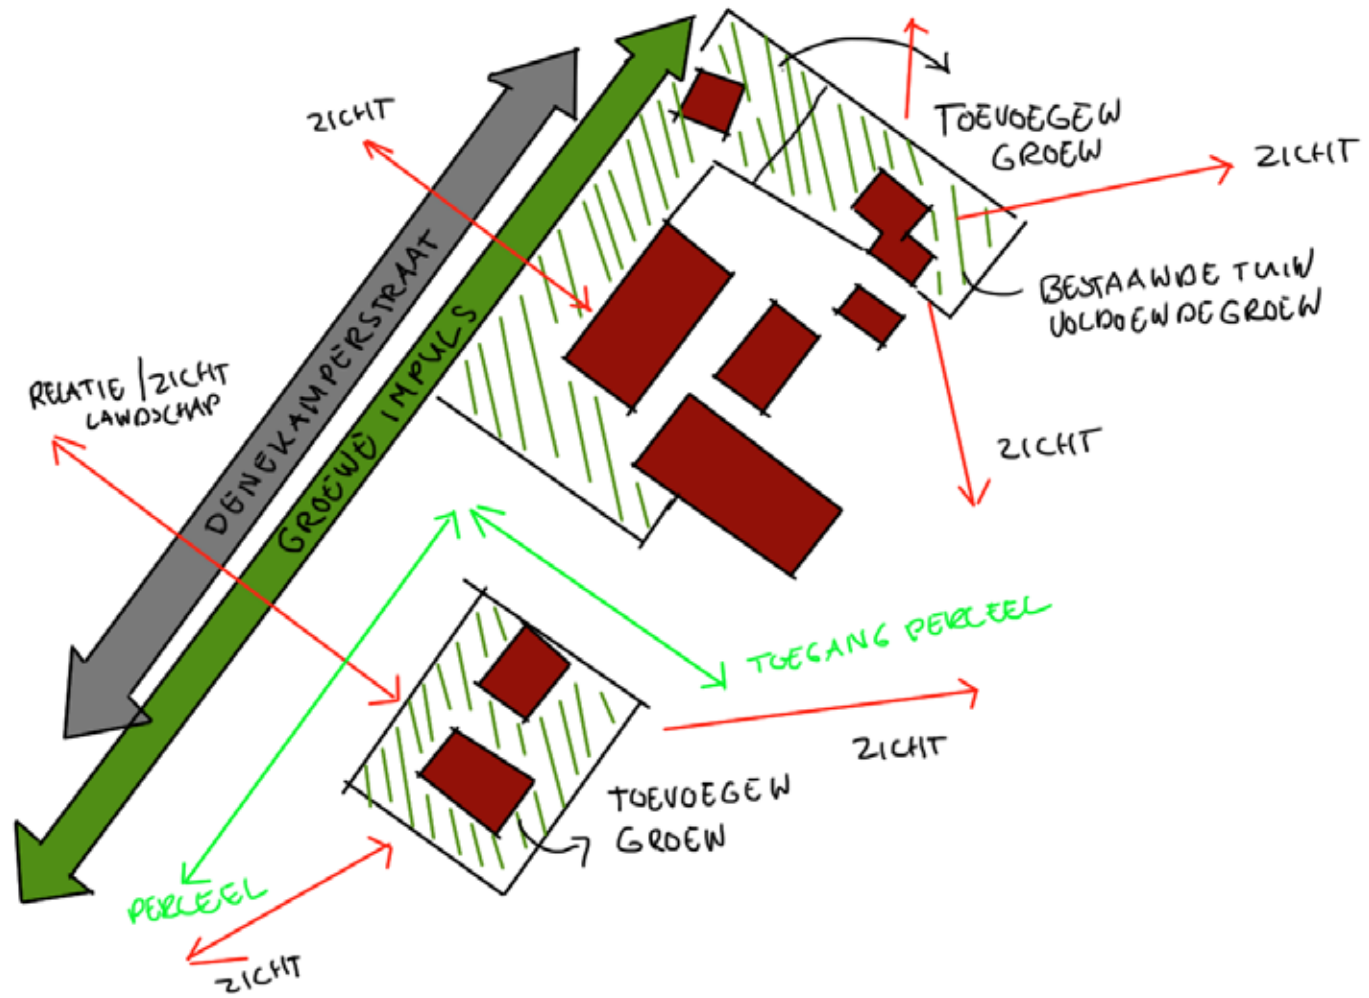 ZICHT
TOEVOEGEN
GROEN
ZICHT
BESTAANDE TUIN
VOLDOENDE GROEN
RELATIE / ZICHT
LANDSCHAP
DENEKAMPERSTRAAT
GROENE IMPULS
ZICHT
TOEGANG PERCEEL
ZICHT
TOEVOEGEN
GROEN
PERCEEL
ZICHT